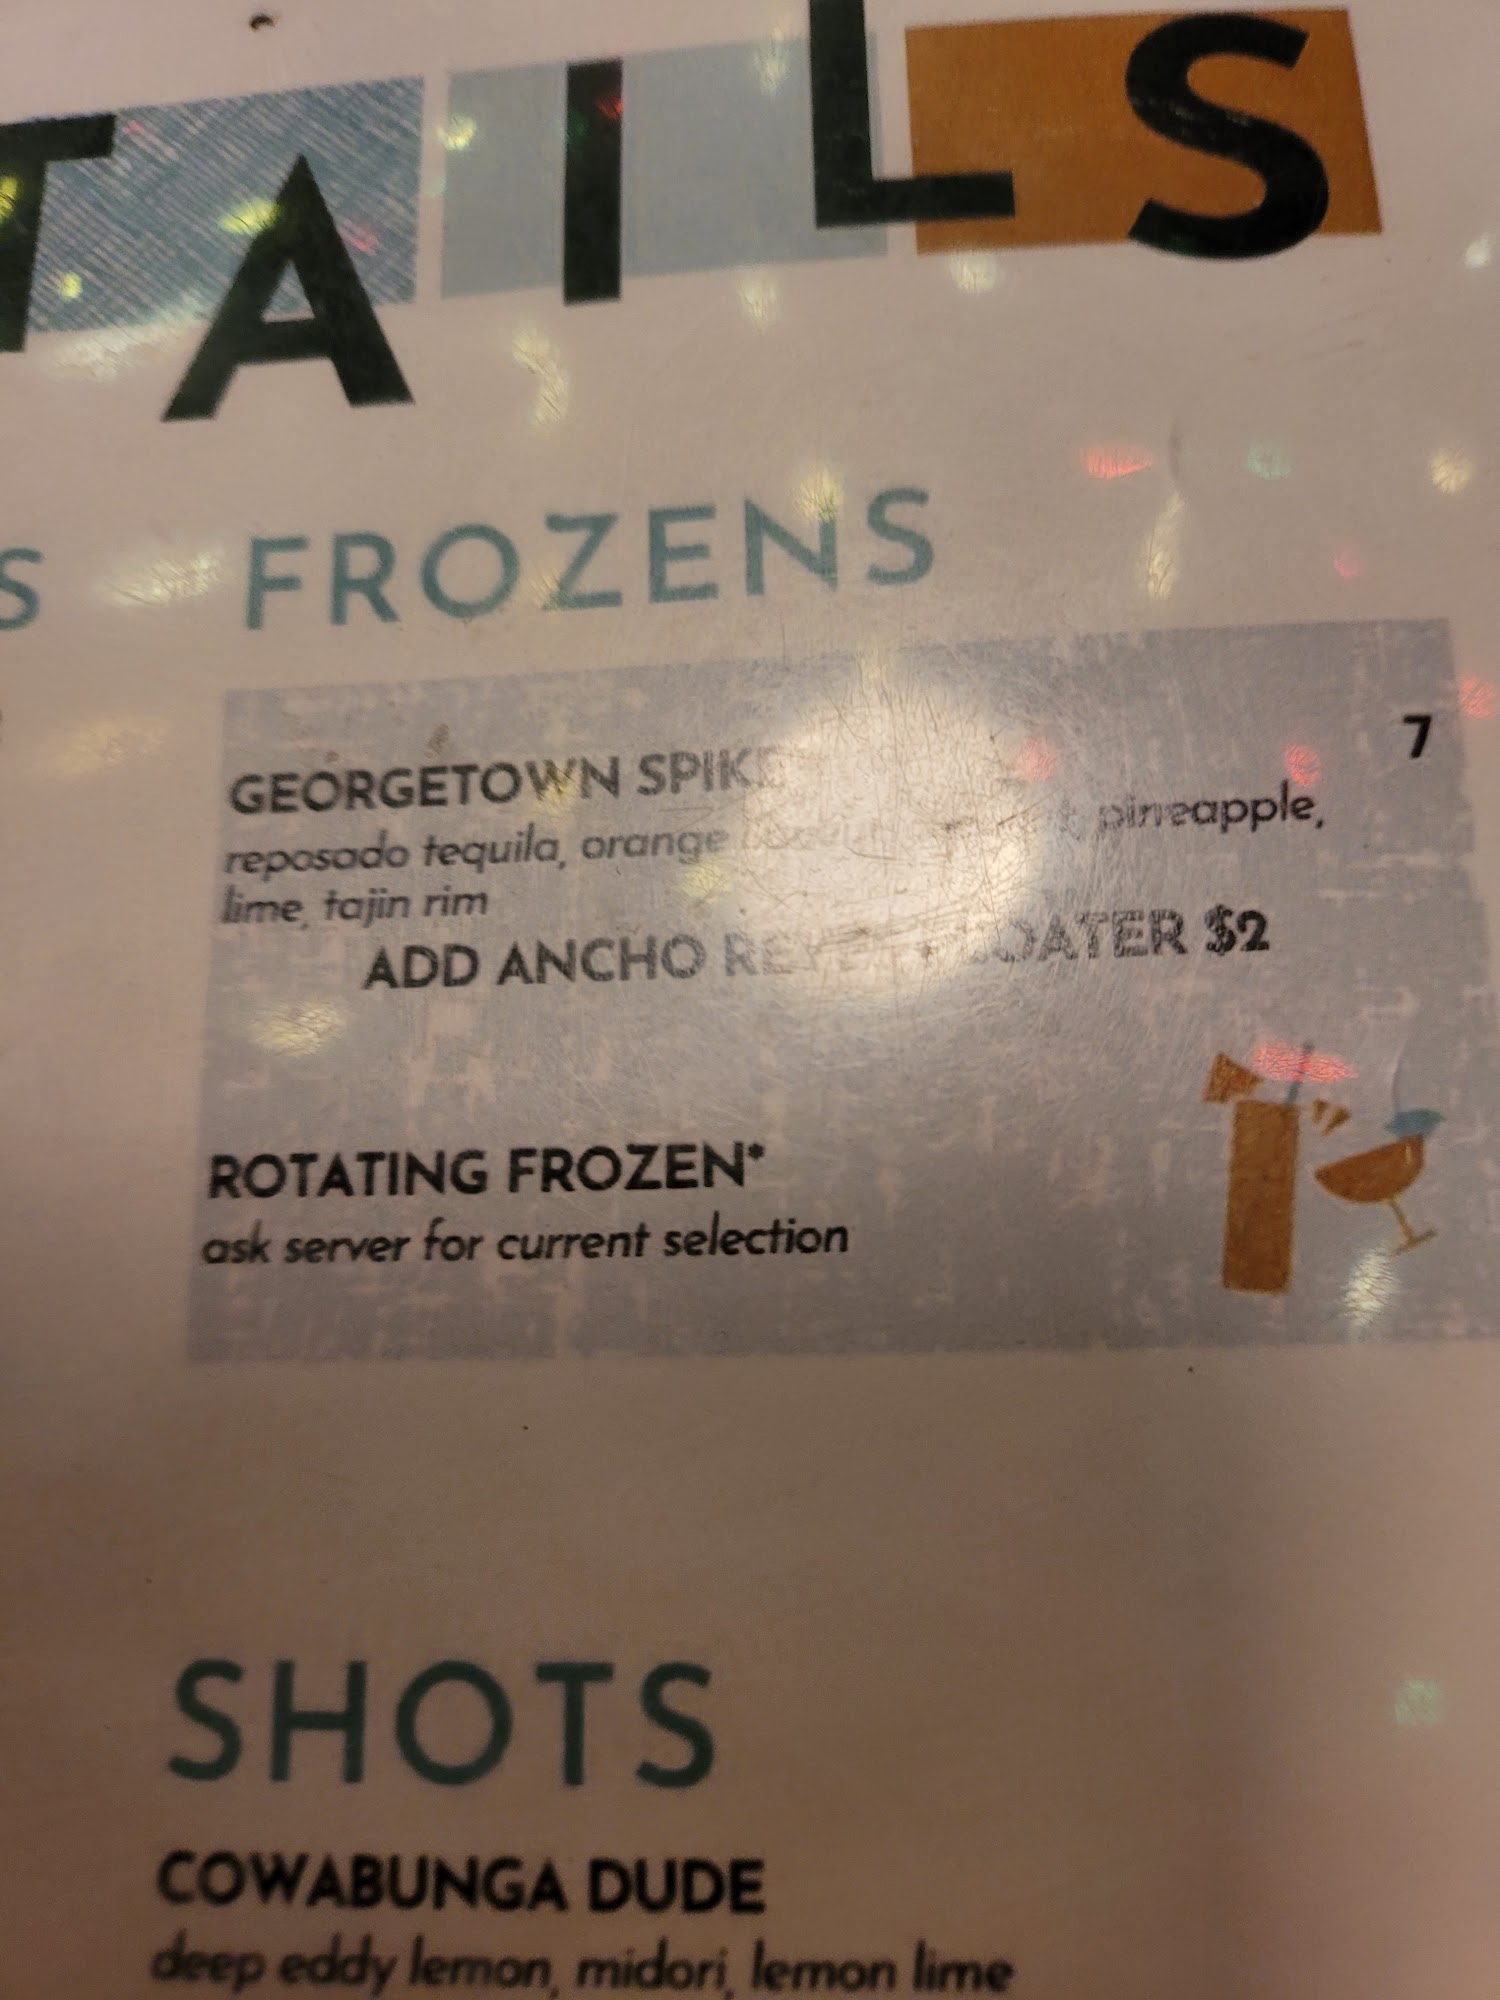 TAILS
S
FROZENS
GEORGETOWN SPIKE 7
reposado tequila, orange pineapple,
lime, tajin rim
ADD ANCHO $2
ROTATING FROZEN*
ask server for current selection
SHOTS
COWABUNGA DUDE
deep eddy lemon, midori, lemon lime